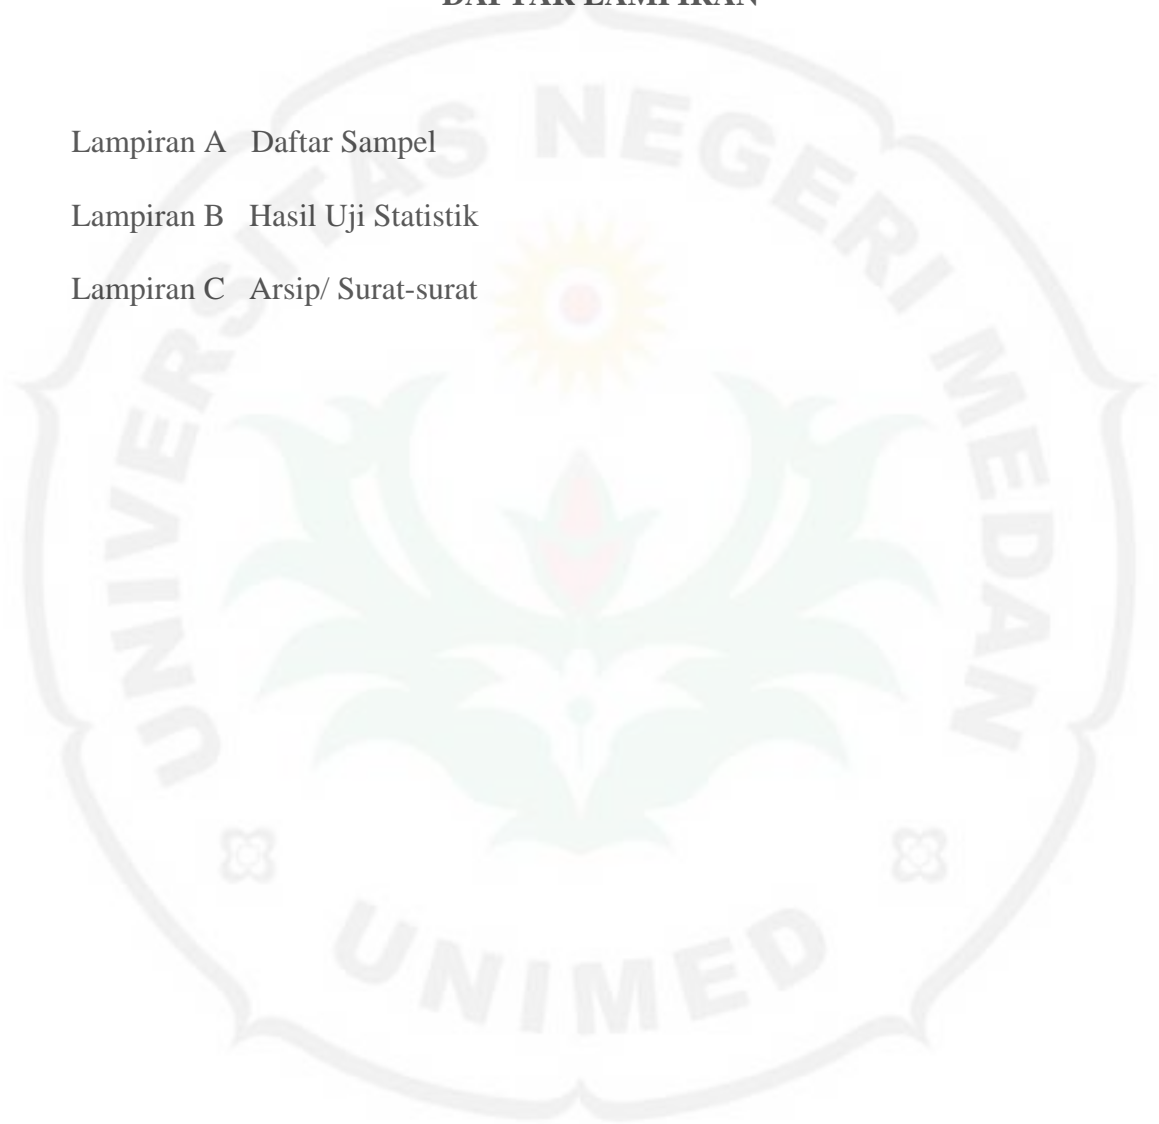 DAFTAR LAMPIRAN
Lampiran A Daftar Sampel
Lampiran B Hasil Uji Statistik
Lampiran C Arsip/ Surat-surat
UNIVERSITAS NEGERI MEDAN
UNIMED